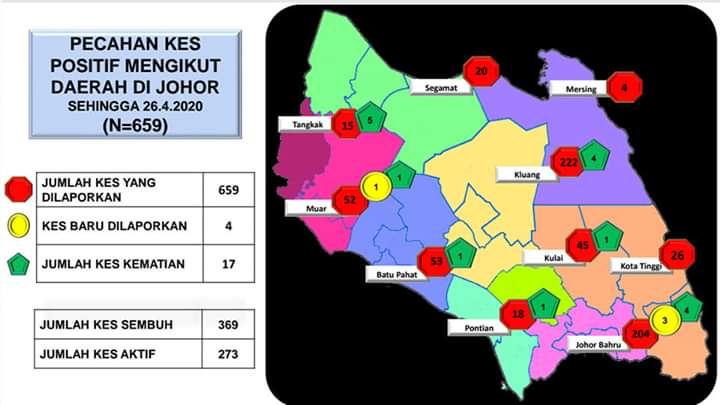 PECAHAN KES
POSITIF MENGIKUT
DAERAH DI JOHOR
SEHINGGA 26.4.2020
(N=659)
JUMLAH KES YANG
DILAPORKAN
659
KES BARU DILAPORKAN
4
JUMLAH KES KEMATIAN
17
JUMLAH KES SEMBUH
369
JUMLAH KES AKTIF
273
Segamat
20
Mersing
4
Tangkak
15
5
Kluang
222
4
Muar
52
1
1
Batu Pahat
53
1
Kulai
45
1
Kota Tinggi
26
Pontian
18
1
Johor Bahru
204
3
4